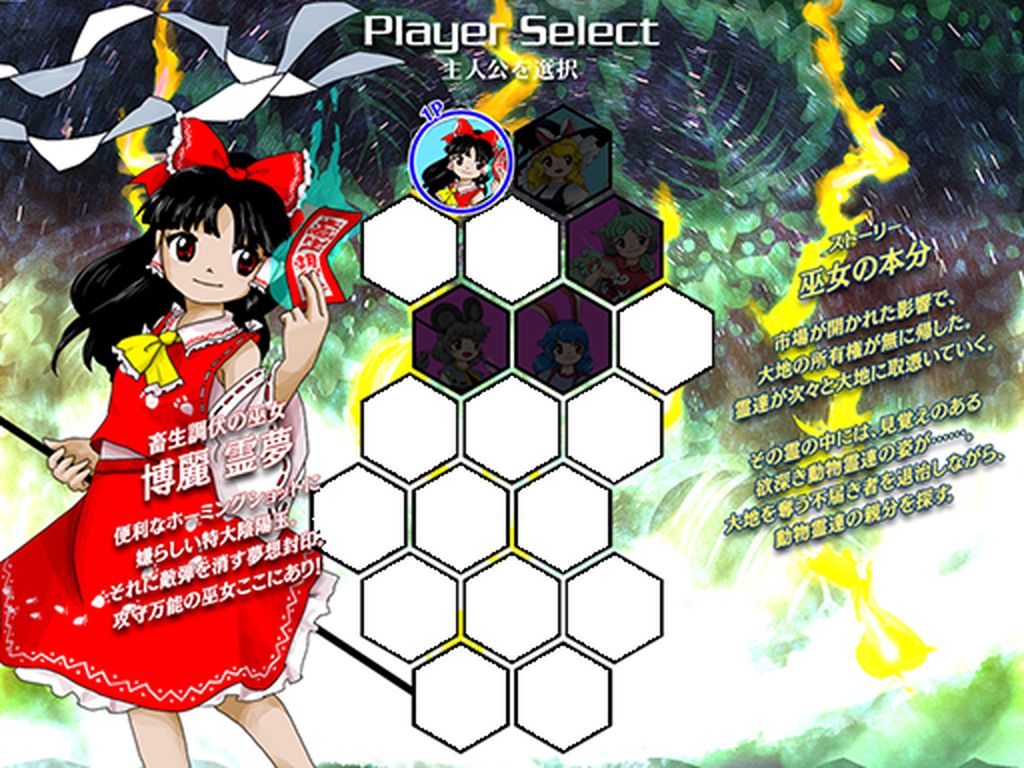 Player Select
主人公を選択
1P
畜生調伏の巫女
博麗 霊夢
便利なホーミングショットに
嫌らしい特大陰陽玉。
それに敵弾を消す夢想封印。
攻守万能の巫女ここにあり!
ストーリー
巫女の本分
市場が開かれた影響で、
大地の所有権が無に帰した。
霊達が次々と大地に取憑いていく。
その霊の中には、見覚えのある
欲深き動物霊達の姿が……。
大地を奪う不届き者を退治しながら、
動物霊達の親分を探す。